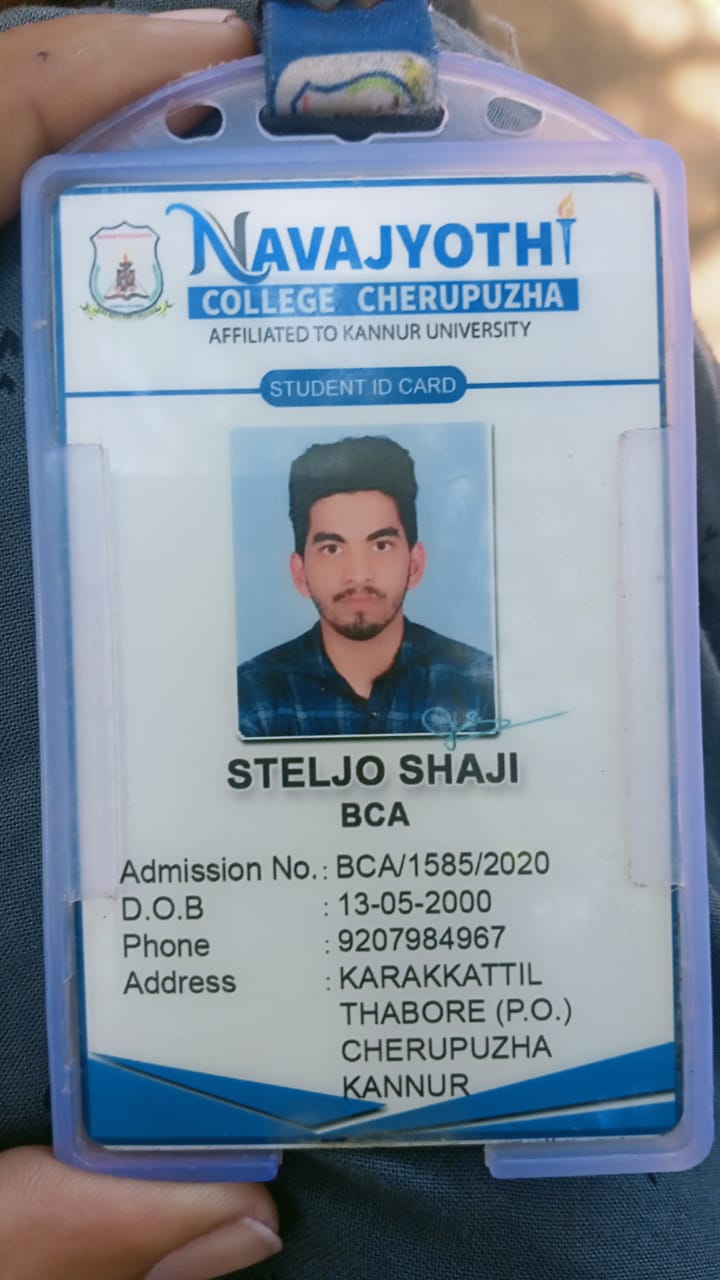 NAVAJYOTHI
COLLEGE CHERUPUZHA
AFFILIATED TO KANNUR UNIVERSITY
STUDENT ID CARD
STELJO SHAJI
BCA
Admission No. : BCA/1585/2020
D.O.B : 13-05-2000
Phone : 9207984967
Address : KARAKKATTIL
THABORE (P.O.)
CHERUPUZHA
KANNUR